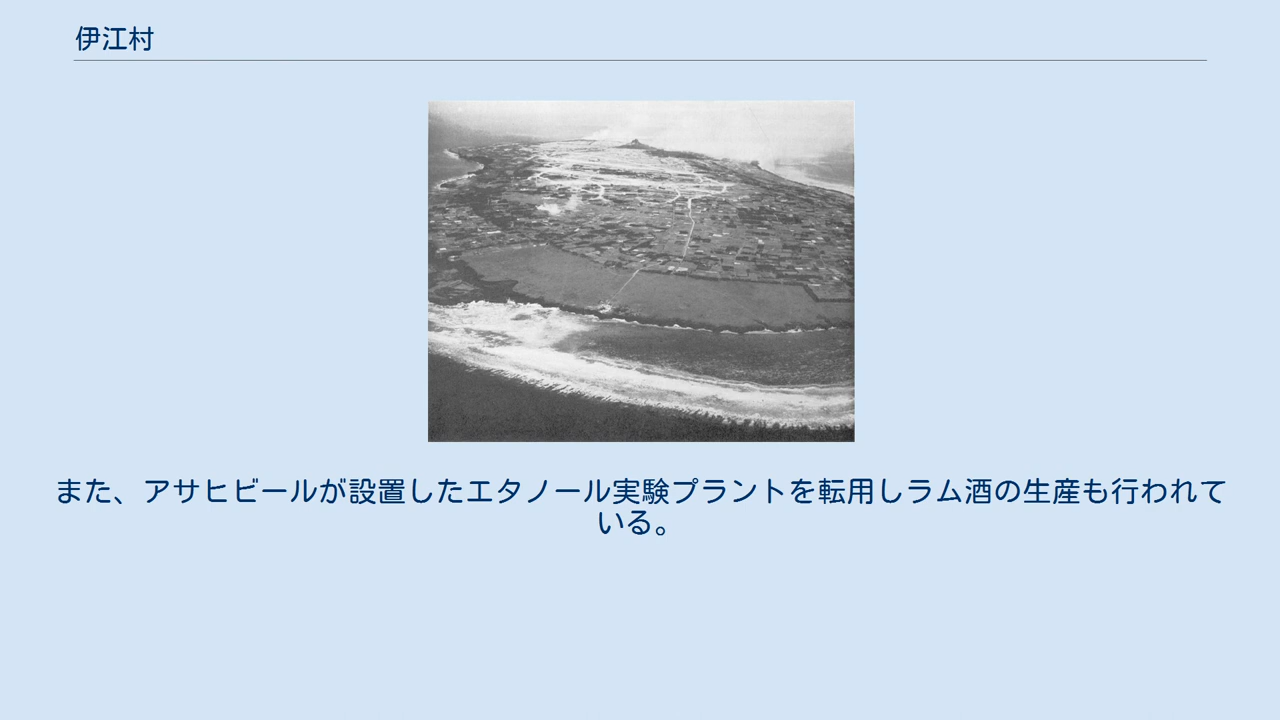 伊江村
また、アサヒビールが設置したエタノール実験プラントを転用しラム酒の生産も行われて
いる。